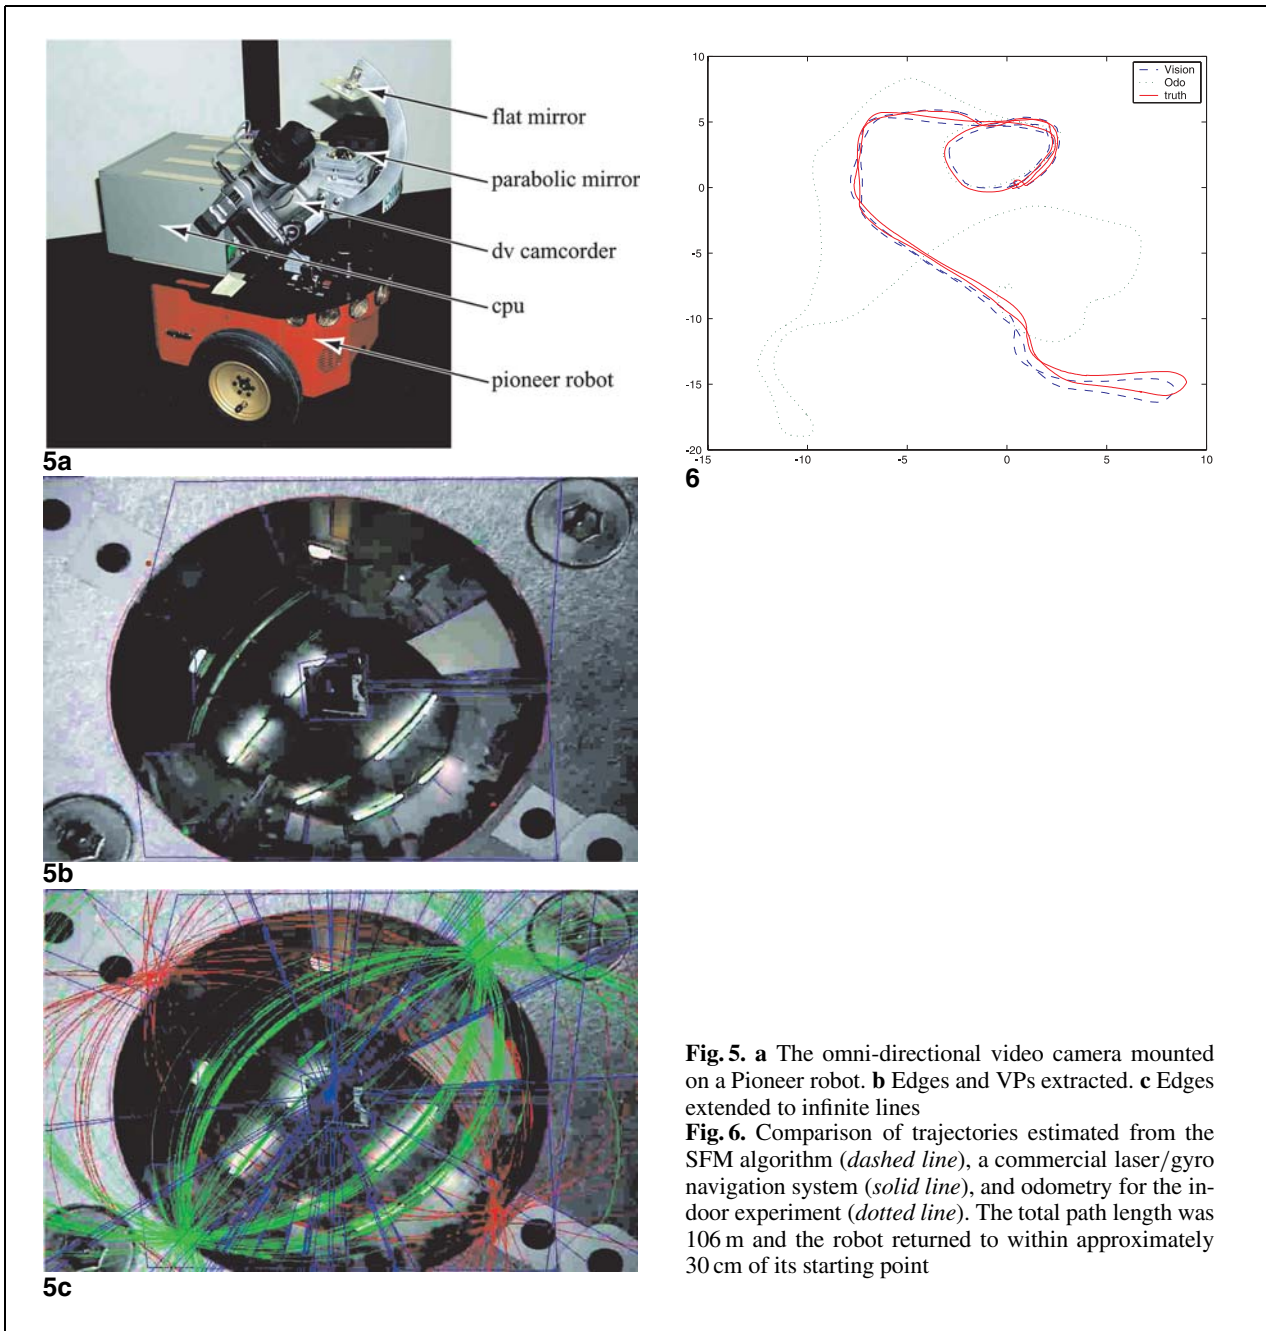 flat mirror
parabolic mirror
dv camcorder
cpu
pioneer robot
5a
5b
5c
10
5
0
-5
-10
-15
-20
-15
-10
-5
0
5
10
Vision
Odo
truth
6
Fig. 5. a The omni-directional video camera mounted
on a Pioneer robot. b Edges and VPs extracted. c Edges
extended to infinite lines
Fig. 6. Comparison of trajectories estimated from the
SFM algorithm (dashed line), a commercial laser/gyro
navigation system (solid line), and odometry for the in-
door experiment (dotted line). The total path length was
106 m and the robot returned to within approximately
30 cm of its starting point